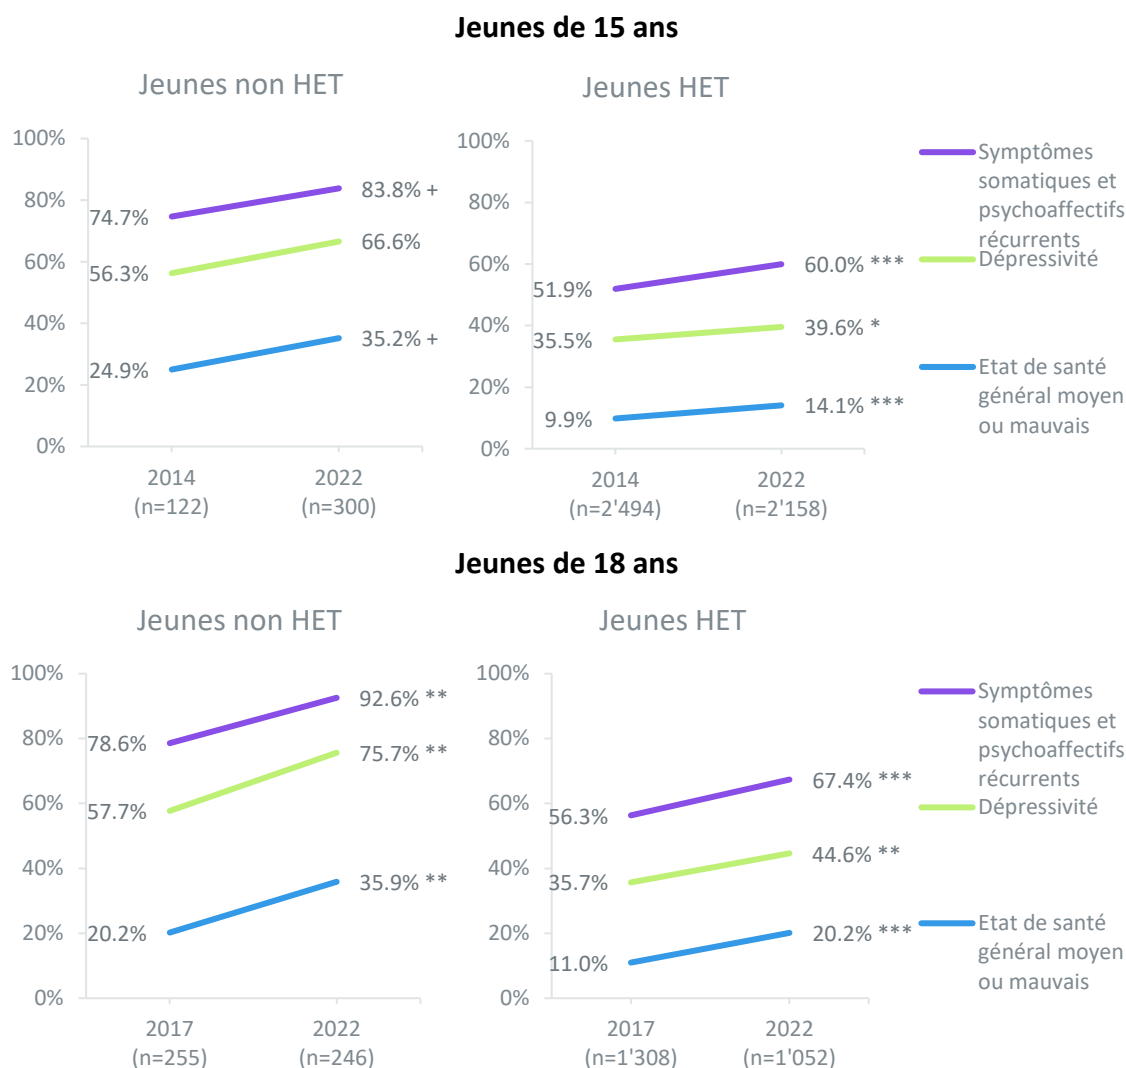 Jeunes de 15 ans
Jeunes non HET
100%
80%
60%
40%
20%
0%
74.7%
83.8% +
56.3%
66.6%
24.9%
35.2% +
2014
(n=122)
2022
(n=300)
Jeunes HET
100%
80%
60%
40%
20%
0%
51.9%
60.0% ***
35.5%
39.6% *
9.9%
14.1% ***
2014
(n=2'494)
2022
(n=2'158)
Symptômes
somatiques et
psychoaffectifs
récurrents
Dépressivité
Etat de santé
général moyen
ou mauvais
Jeunes de 18 ans
Jeunes non HET
100%
80%
60%
40%
20%
0%
78.6%
92.6% **
57.7%
75.7% **
20.2%
35.9% **
2017
(n=255)
2022
(n=246)
Jeunes HET
100%
80%
60%
40%
20%
0%
56.3%
67.4% ***
35.7%
44.6% **
11.0%
20.2% ***
2017
(n=1'308)
2022
(n=1'052)
Symptômes
somatiques et
psychoaffectifs
récurrents
Dépressivité
Etat de santé
général moyen
ou mauvais